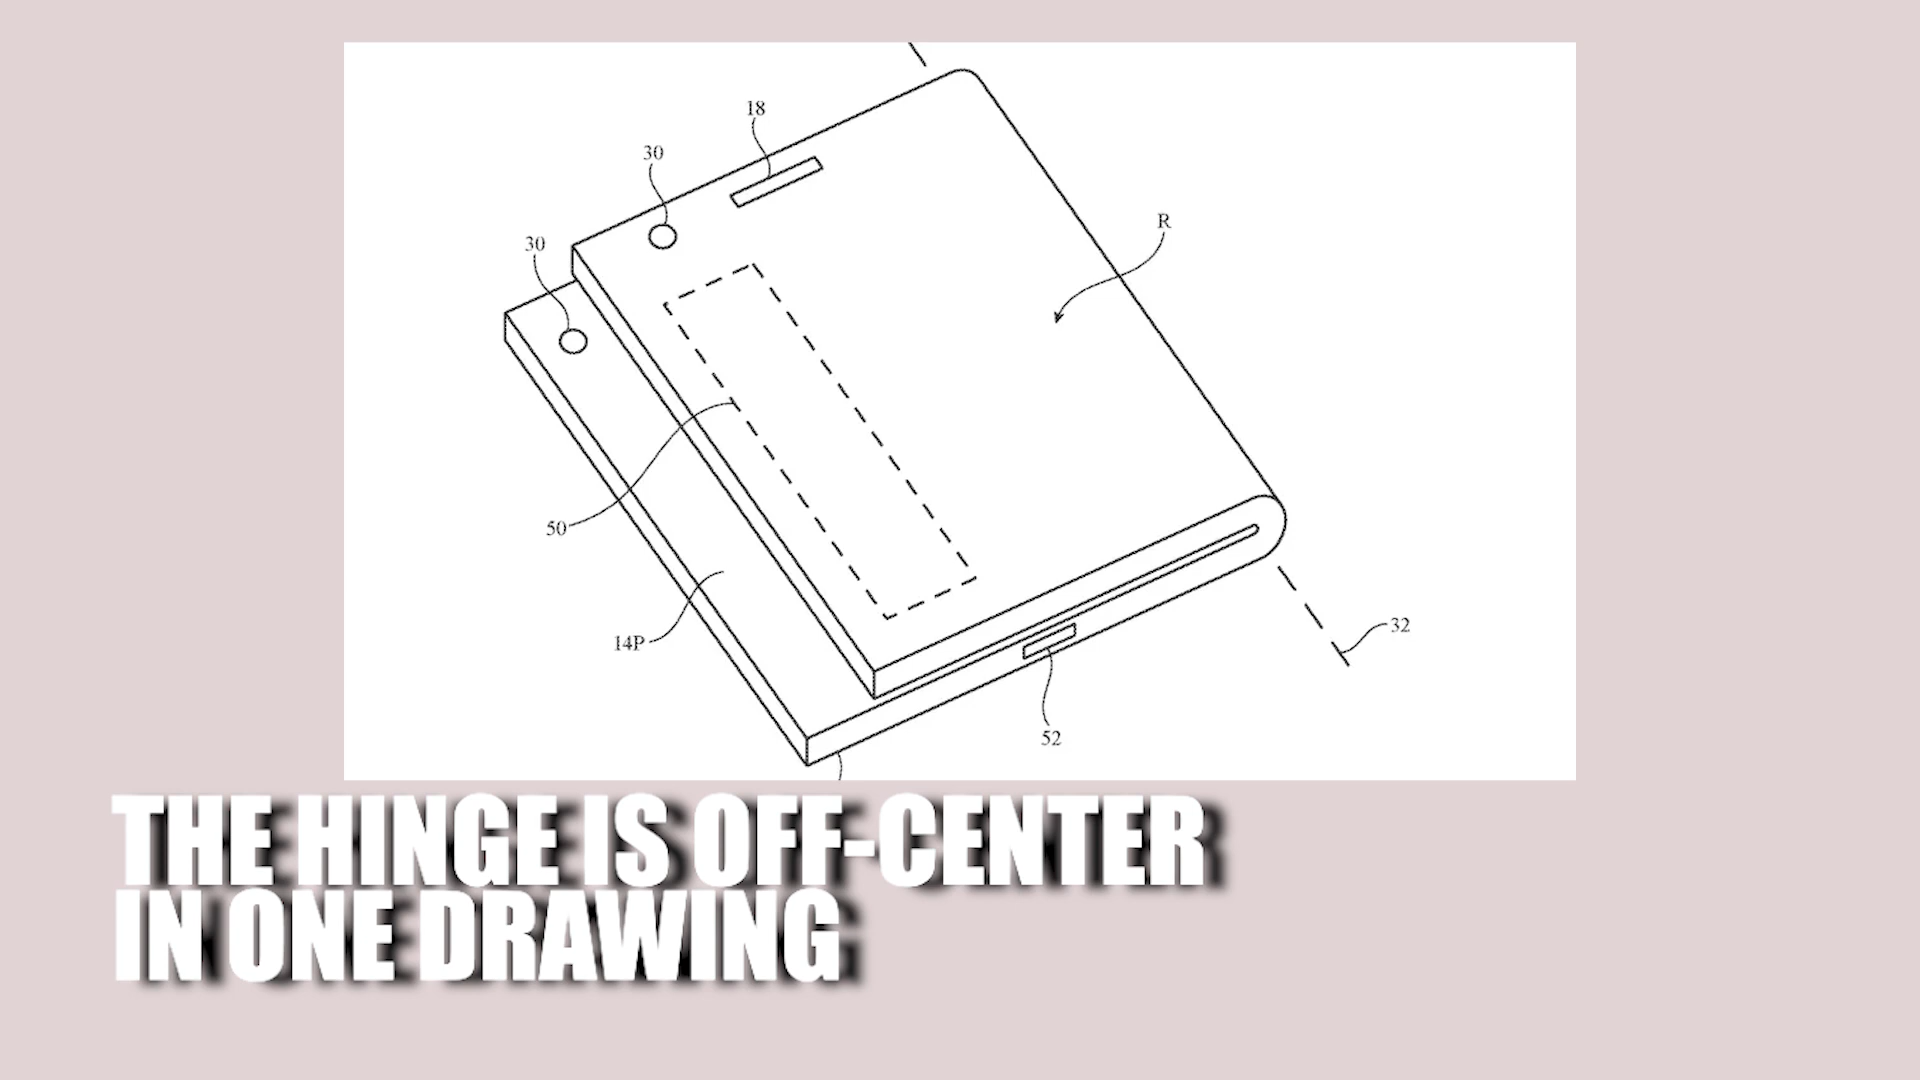 18
30
30
R
50
14P
32
52
THE HINGE IS OFF-CENTER
IN ONE DRAWING